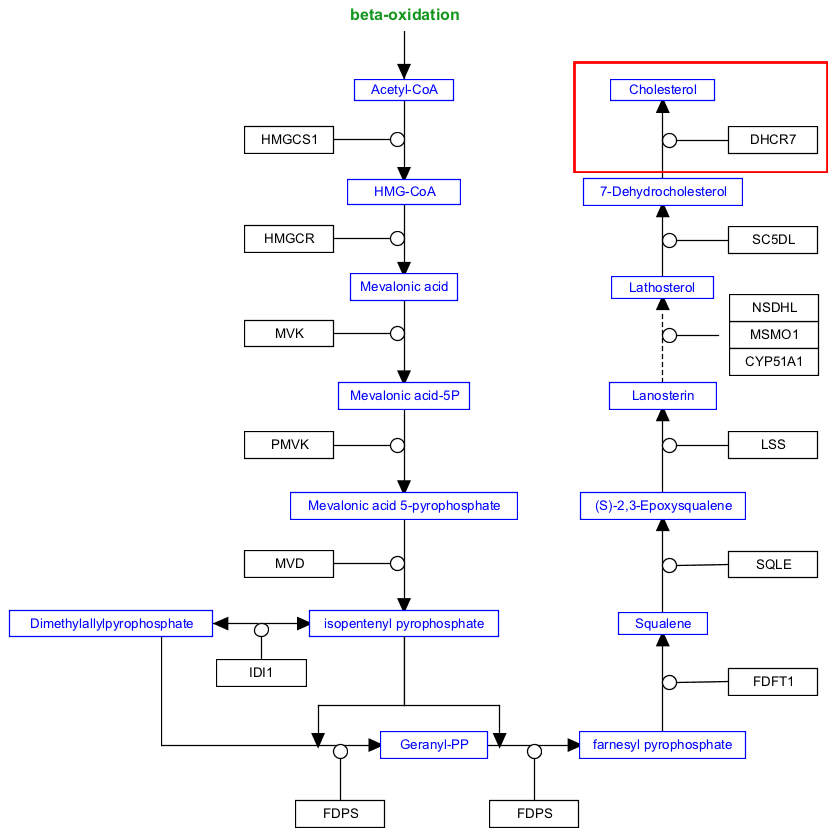 beta-oxidation
Acetyl-CoA
HMGCS1
HMG-CoA
HMGCR
Mevalonic acid
MVK
Mevalonic acid-5P
PMVK
Mevalonic acid 5-pyrophosphate
MVD
Dimethylallylpyrophosphate
isopentenyl pyrophosphate
IDI1
Geranyl-PP
FDPS
FDPS
farnesyl pyrophosphate
FDFT1
Squalene
SQLE
(S)-2,3-Epoxysqualene
LSS
Lanosterin
NSDHL
MSMO1
CYP51A1
Lathosterol
SC5DL
7-Dehydrocholesterol
DHCR7
Cholesterol